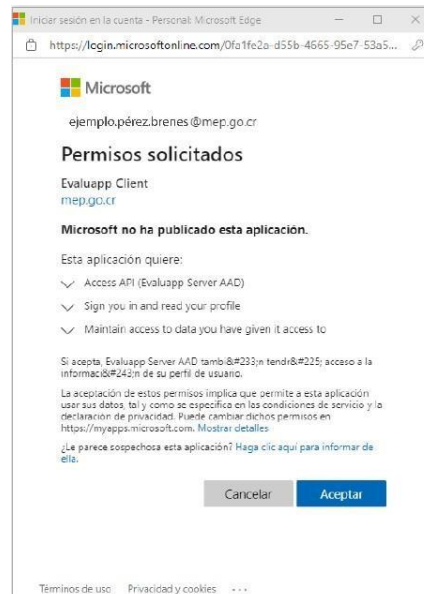 Iniciar sesión en la cuenta - Personal: Microsoft Edge
https://login.microsoftonline.com/0fa1fe2a-d55b-4665-95e7-53a5...
Microsoft
ejemplo.pérez.brenes@mep.go.cr
Permisos solicitados
Evaluapp Client
mep.go.cr
Microsoft no ha publicado esta aplicación.
Esta aplicación quiere:
Access API (Evaluapp Server AAD)
Sign you in and read your profile
Maintain access to data you have given it access to
Si acepta, Evaluapp Server AAD tambi&#233;n tendr&#225; acceso a la
informaci&#243;n de su perfil de usuario.
La aceptación de estos permisos implica que permite a esta aplicación
usar sus datos, tal y como se especifica en las condiciones de servicio y la
declaración de privacidad. Puede cambiar dichos permisos en
https://myapps.microsoft.com. Mostrar detalles
¿Le parece sospechosa esta aplicación? Haga clic aquí para informar de
ella.
Cancelar Aceptar
Términos de uso Privacidad y cookies ...